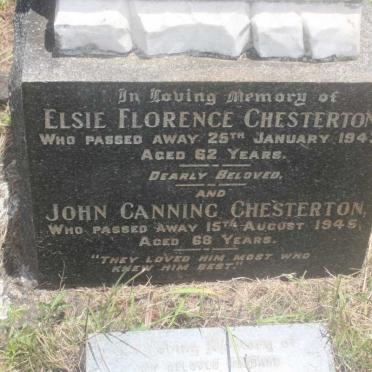 In Loving Memory of
ELSIE FLORENCE CHESTERTON
WHO PASSED AWAY 25TH JANUARY 194
AGED 62 YEARS.
DEARLY BELOVED,
AND
JOHN CANNING CHESTERTON,
WHO PASSED AWAY 15TH AUGUST 1945,
AGED 68 YEARS.
"THEY LOVED HIM MOST WHO
KNEW HIM BEST."
OF
BELOVED